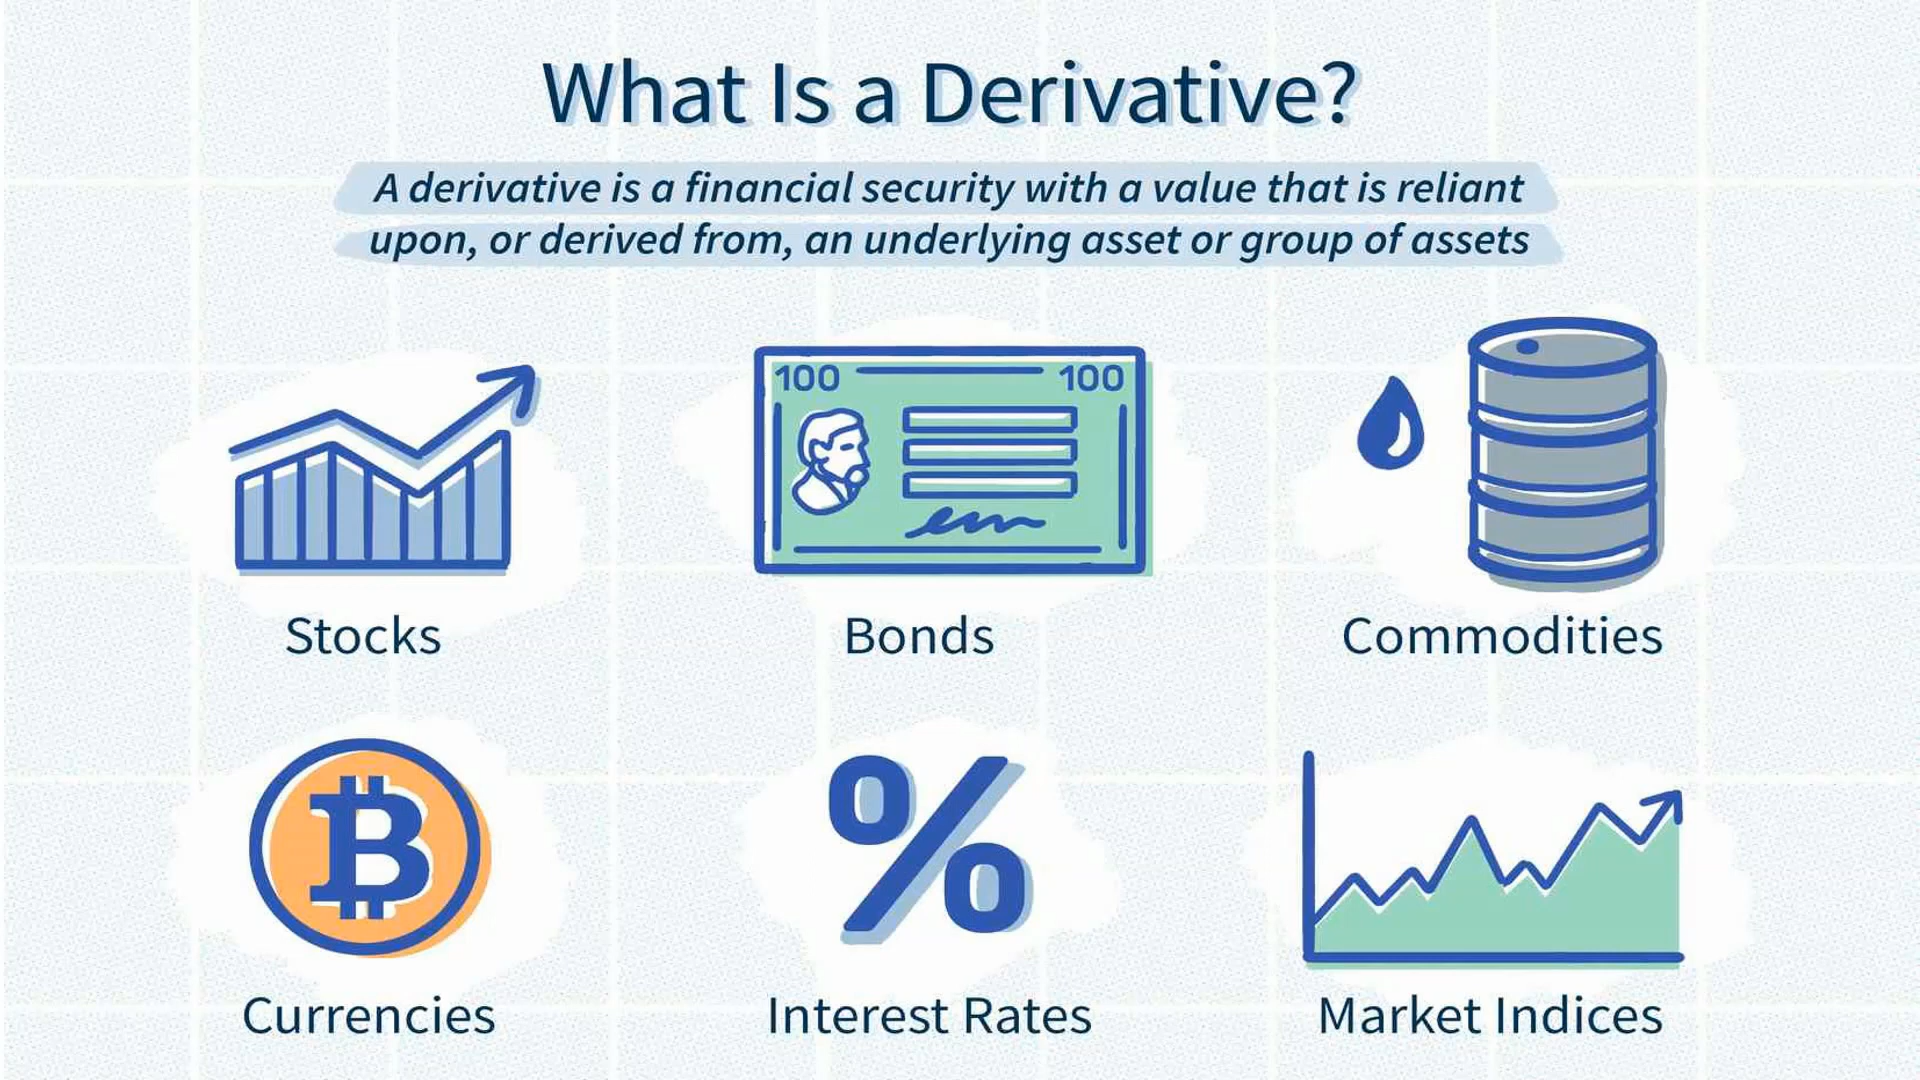 What Is a Derivative?
A derivative is a financial security with a value that is reliant
upon, or derived from, an underlying asset or group of assets
100 100
Stocks
Bonds
Commodities
Currencies
Interest Rates
Market Indices